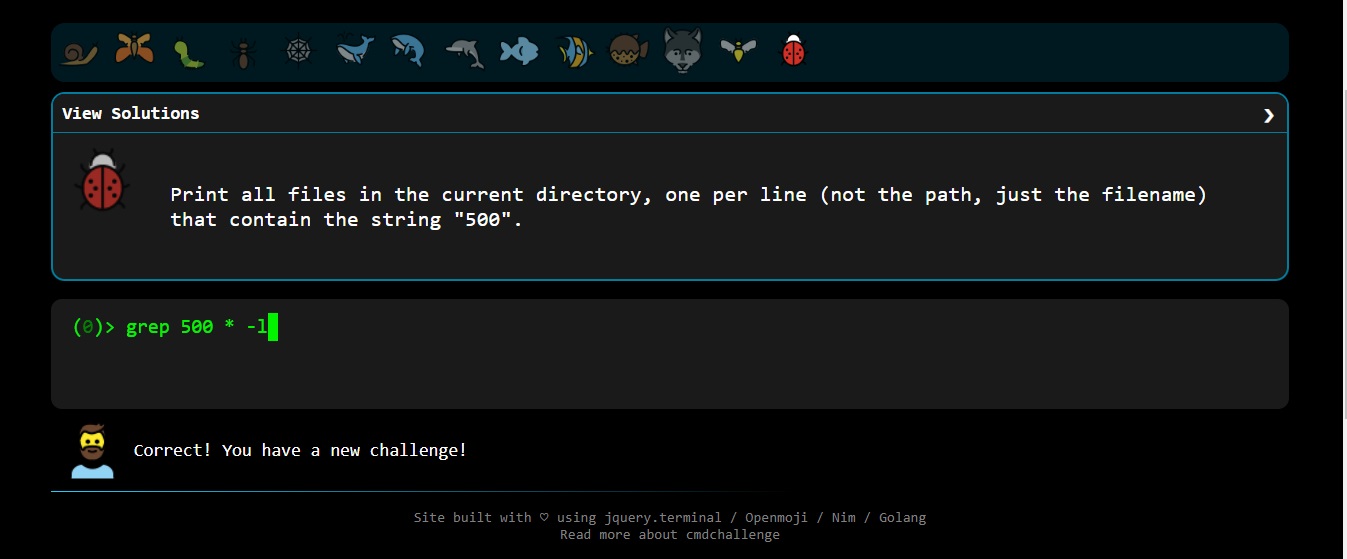 View Solutions
Print all files in the current directory, one per line (not the path, just the filename)
that contain the string "500".
(0)> grep 500 * -l
Correct! You have a new challenge!
Site built with ♡ using jquery.terminal / Openmoji / Nim / Golang
Read more about cmdchallenge